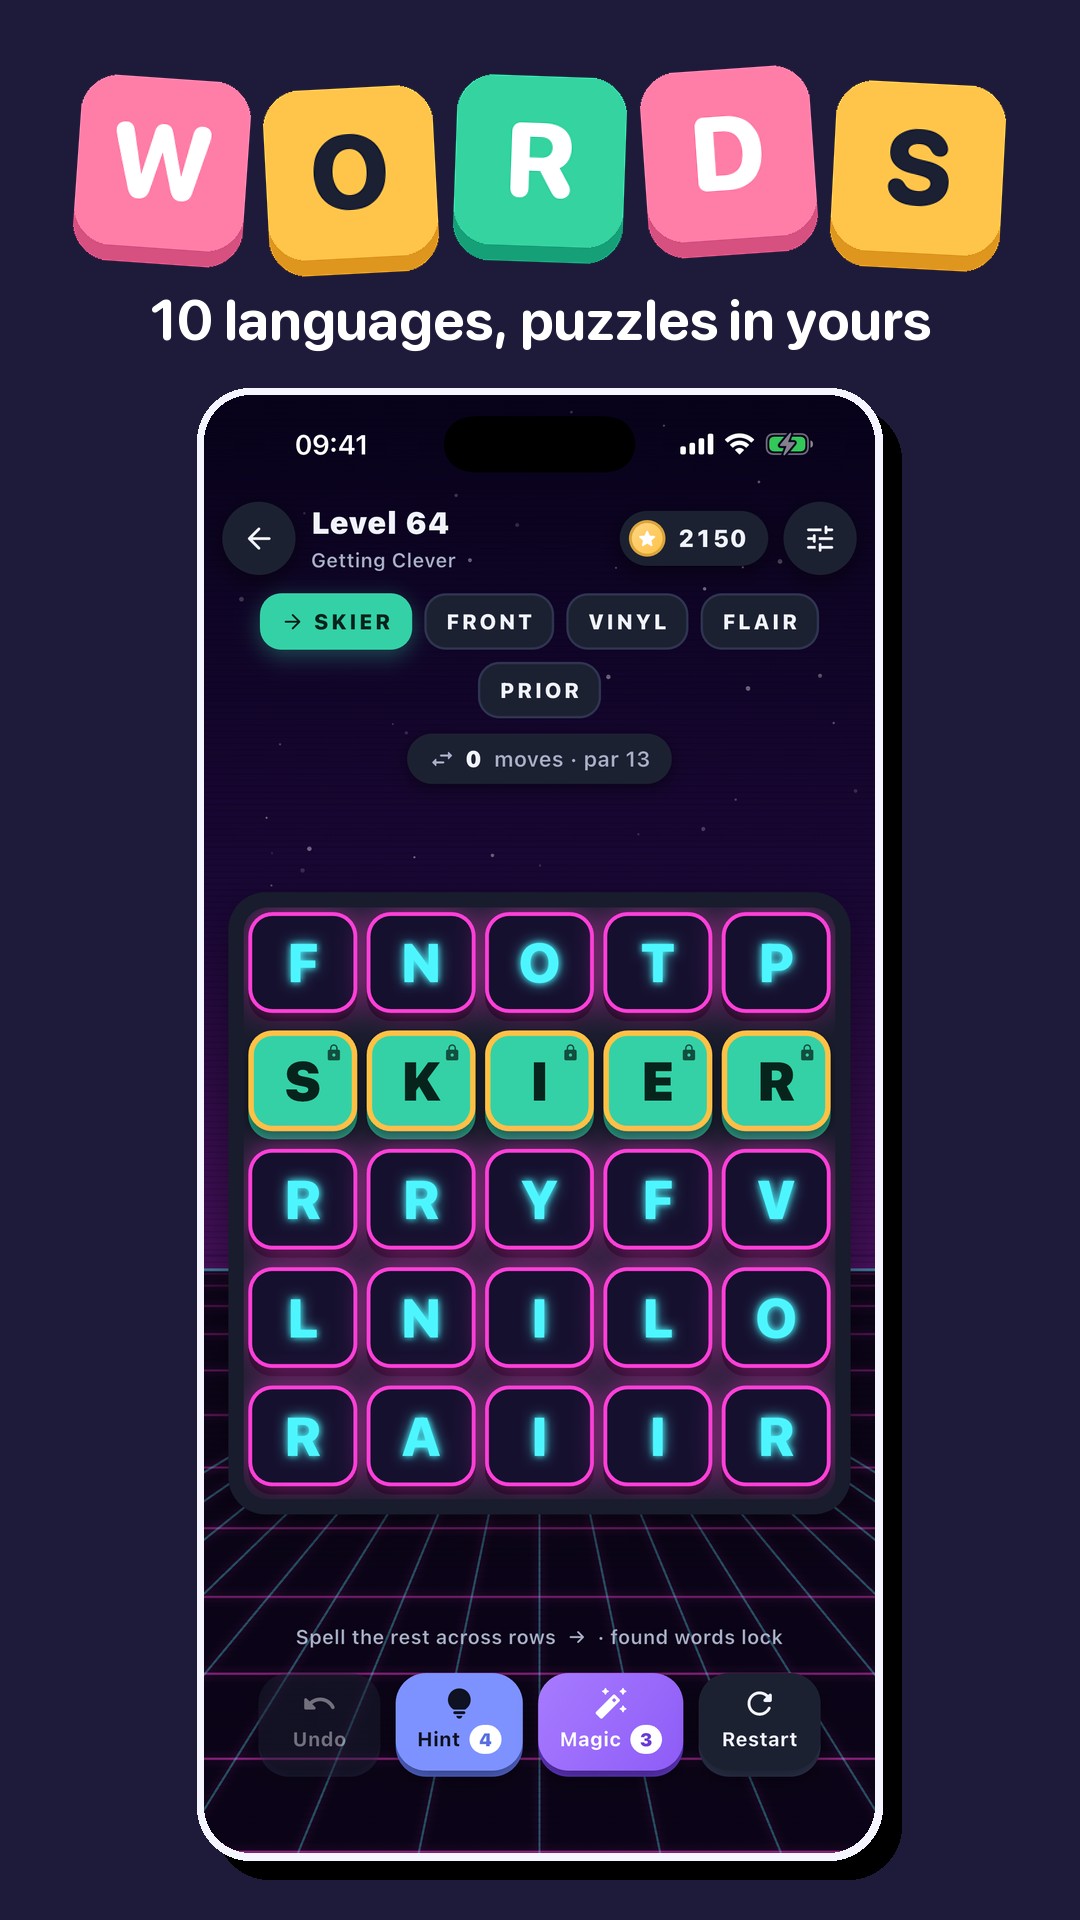 WORDS
10 languages, puzzles in yours
09:41
Level 64
2150
Getting Clever
→ SKIER FRONT VINYL FLAIR
PRIOR
0 moves · par 13
F N O T P
S K I E R
R R Y F V
L N I L O
R A I I R
Spell the rest across rows → · found words lock
Undo Hint 4 Magic 3 Restart